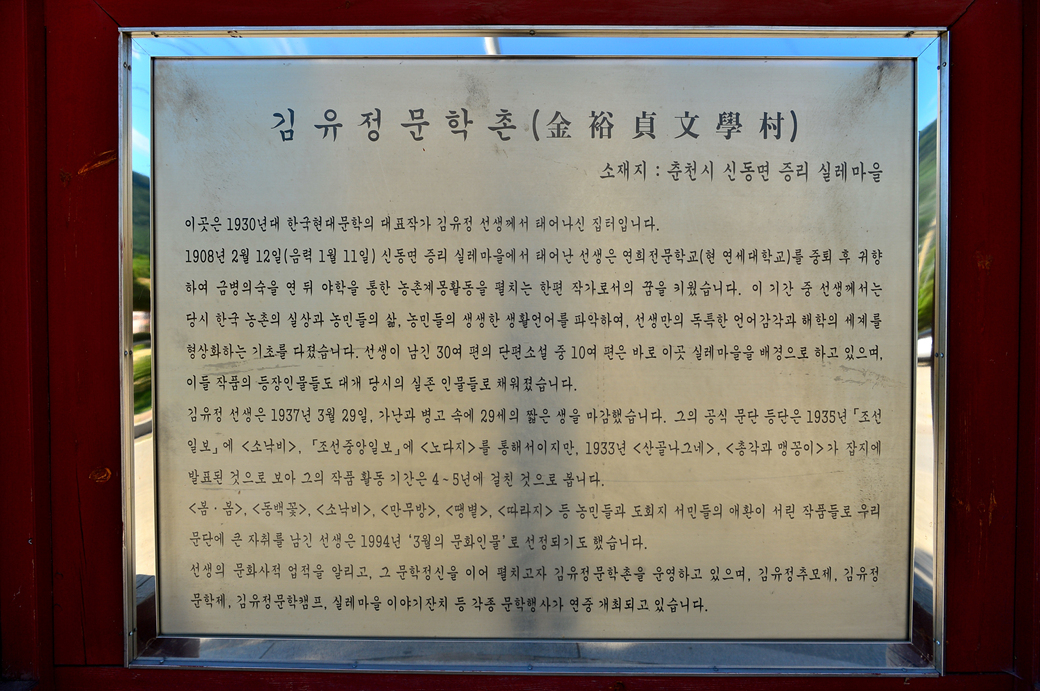 김유정문학촌(金裕貞文學村)
소재지 : 춘천시 신동면 증리 실레마을
이곳은 1930년대 한국현대문학의 대표작가 김유정 선생께서 태어나신 집터입니다.
1908년 2월 12일(음력 1월 11일) 신동면 증리 실레마을에서 태어난 선생은 연희전문학교(현 연세대학교)를 중퇴 후 귀향
하여 금병의숙을 연 뒤 야학을 통한 농촌계몽활동을 펼치는 한편 작가로서의 꿈을 키웠습니다. 이 기간 중 선생께서는
당시 한국 농촌의 실상과 농민들의 삶, 농민들의 생생한 생활언어를 파악하여, 선생만의 독특한 언어감각과 해학의 세계를
형상화하는 기초를 다졌습니다. 선생이 남긴 30여 편의 단편소설 중 10여 편은 바로 이곳 실레마을을 배경으로 하고 있으며,
이들 작품의 등장인물들도 대개 당시의 실존 인물들로 채워졌습니다.
김유정 선생은 1937년 3월 29일, 가난과 병고 속에 29세의 짧은 생을 마감했습니다. 그의 공식 문단 등단은 1935년 「조선
일보」에 <소낙비>, 「조선중앙일보」에 <노다지>를 통해서이지만, 1933년 <산골나그네>, <총각과 맹꽁이>가 잡지에
발표된 것으로 보아 그의 작품 활동 기간은 4~5년에 걸친 것으로 봅니다.
<봄·봄>, <동백꽃>, <소낙비>, <만무방>, <땡볕>, <따라지> 등 농민들과 도회지 서민들의 애환이 서린 작품들로 우리
문단에 큰 자취를 남긴 선생은 1994년 '3월의 문화인물'로 선정되기도 했습니다.
선생의 문화사적 업적을 알리고, 그 문학정신을 이어 펼치고자 김유정문학촌을 운영하고 있으며, 김유정추모제, 김유정
문학제, 김유정문학캠프, 실레마을 이야기잔치 등 각종 문학행사가 연중 개최되고 있습니다.